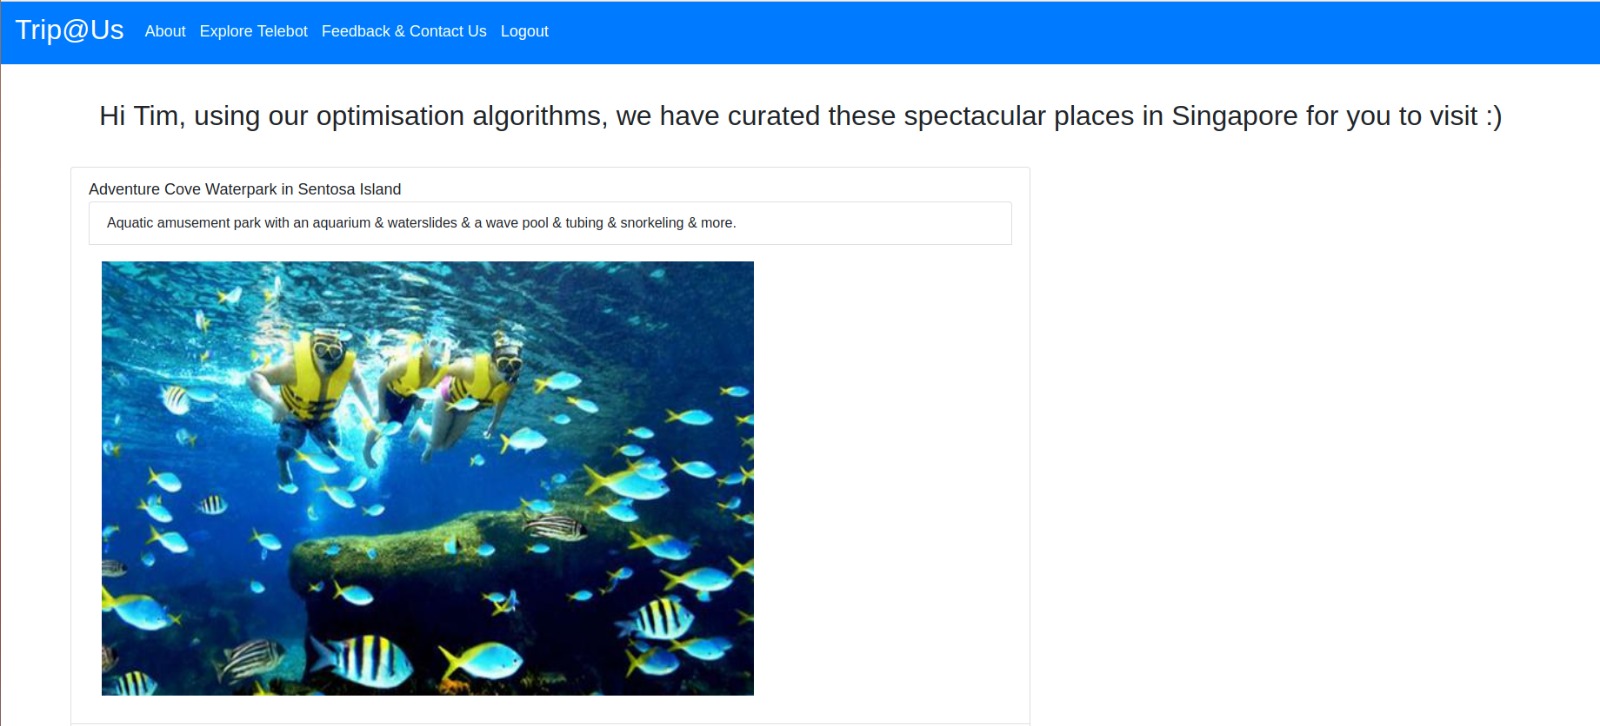 Trip@Us About Explore Telebot Feedback & Contact Us Logout
Hi Tim, using our optimisation algorithms, we have curated these spectacular places in Singapore for you to visit :)
Adventure Cove Waterpark in Sentosa Island
Aquatic amusement park with an aquarium & waterslides & a wave pool & tubing & snorkeling & more.